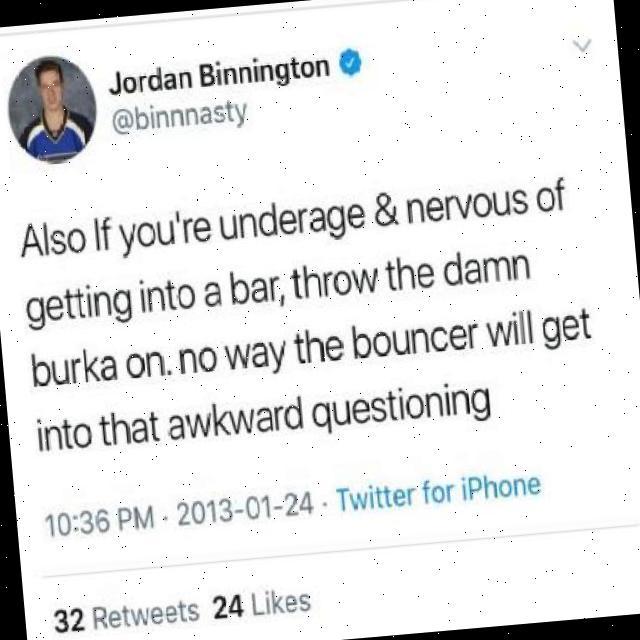 Jordan Binnington
@binnnasty
Also If you're underage & nervous of
getting into a bar, throw the damn
burka on. no way the bouncer will get
into that awkward questioning
10:36 PM · 2013-01-24 · Twitter for iPhone
32 Retweets 24 Likes